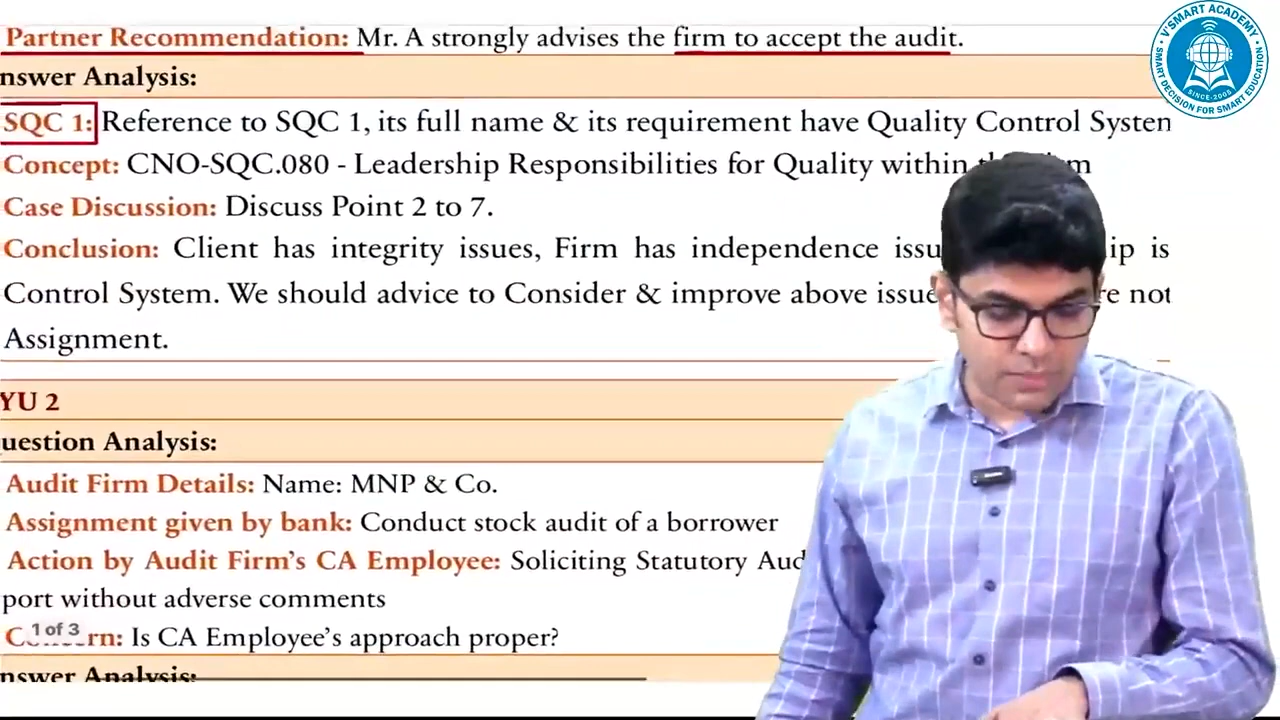 Partner Recommendation: Mr. A strongly advises the firm to accept the audit.
nswer Analysis:
SQC 1: Reference to SQC 1, its full name & its requirement have Quality Control System
Concept: CNO-SQC.080 - Leadership Responsibilities for Quality within
Case Discussion: Discuss Point 2 to 7.
Conclusion: Client has integrity issues, Firm has independence issu ip is
Control System. We should advice to Consider & improve above issue re not
Assignment.
YU 2
uestion Analysis:
Audit Firm Details: Name: MNP & Co.
Assignment given by bank: Conduct stock audit of a borrower
Action by Audit Firm's CA Employee: Soliciting Statutory Aud
port without adverse comments
1 of 3
rn: Is CA Employee's approach proper?
nswer Analysis:
V'SMART ACADEMY
SINCE-2005
SMART DECISION FOR SMART EDUCATION